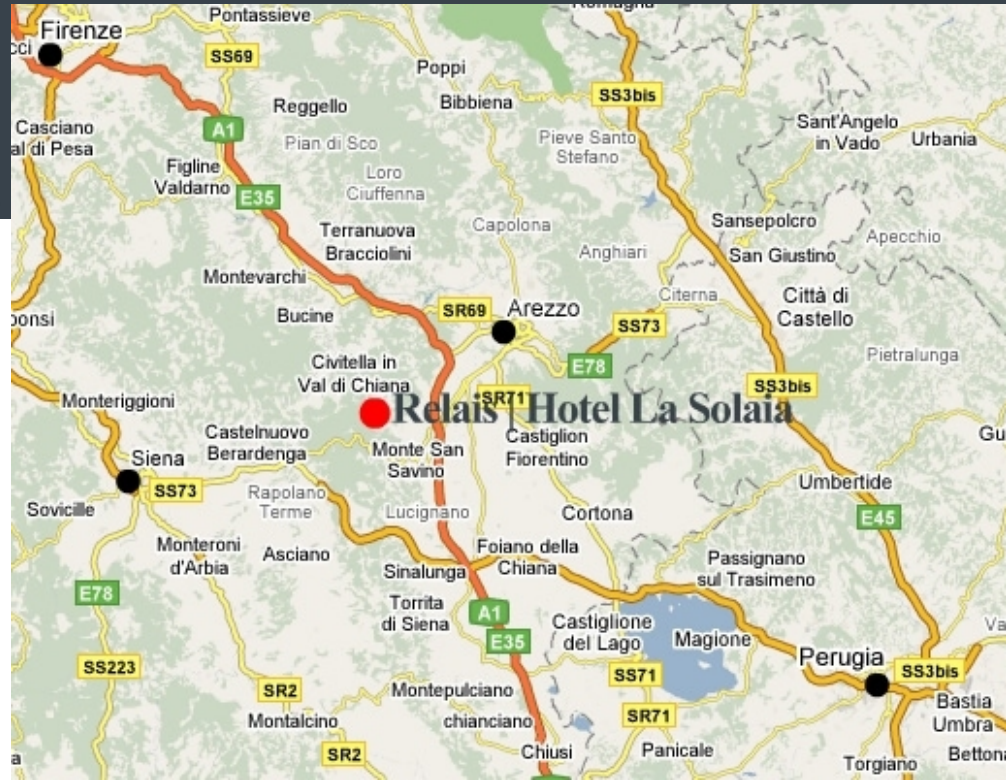 Romagna
Pontassieve
Firenze
cci
SS69
Poppi
Bibbiena
SS3bis
Reggello
A1
Casciano
al di Pesa
Pian di Sco
Pieve Santo
Stefano
Sant'Angelo
in Vado
Urbania
Figline
Valdarno
Loro
Ciuffenna
E35
Terranuova
Bracciolini
Capolona
Anghiari
Sansepolcro
San Giustino
Apecchio
Montevarchi
Bucine
SR69
Arezzo
Citerna
SS73
Città di
Castello
onsi
Civitella in
Val di Chiana
E78
Pietralunga
SS3bis
SR71
Relais | Hotel La Solaia
Monteriggioni
Castelnuovo
Berardenga
Monte San
Savino
Castiglion
Fiorentino
Gu
Siena
SS73
Rapolano
Terme
Umbertide
Sovicille
Lucignano
Cortona
E45
Monteroni
d'Arbia
Asciano
Sinalunga
Foiano della
Chiana
Passignano
sul Trasimeno
E78
Torrita
di Siena
A1
E35
Castiglione
del Lago
Magione
Va
Perugia
SS3bis
SS223
SR2
Montepulciano
SS71
Bastia
Umbra
Montalcino
chianciano
SR71
SR2
Chiusi
Panicale
Torgiano
Bettona
a